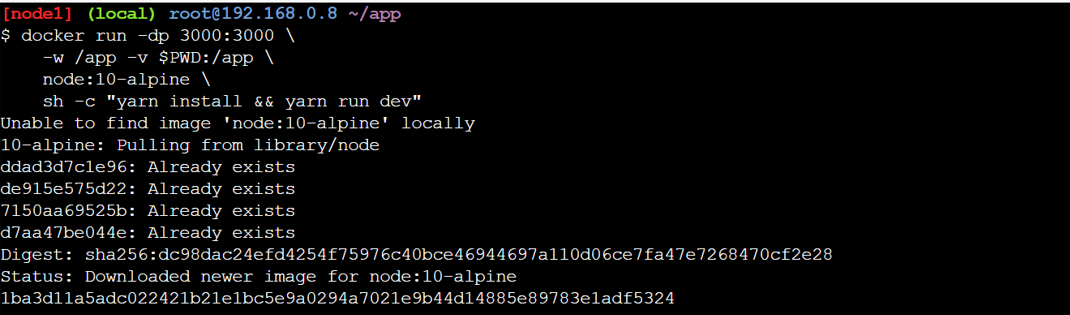 [node1] (local) root@192.168.0.8 ~/app
$ docker run -dp 3000:3000 \
    -w /app -v $PWD:/app \
    node:10-alpine \
    sh -c "yarn install && yarn run dev"
Unable to find image 'node:10-alpine' locally
10-alpine: Pulling from library/node
ddad3d7c1e96: Already exists
de915e575d22: Already exists
7150aa69525b: Already exists
d7aa47be044e: Already exists
Digest: sha256:dc98dac24efd4254f75976c40bce46944697a110d06ce7fa47e7268470cf2e28
Status: Downloaded newer image for node:10-alpine
1ba3d11a5adc022421b21e1bc5e9a0294a7021e9b44d14885e89783e1adf5324